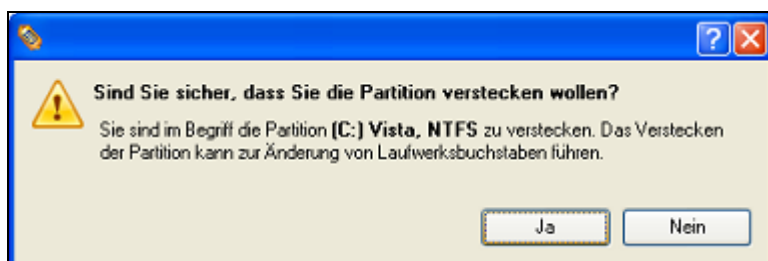 Sind Sie sicher, dass Sie die Partition verstecken wollen?
Sie sind im Begriff die Partition (C:) Vista, NTFS zu verstecken. Das Verstecken
der Partition kann zur Änderung von Laufwerksbuchstaben führen.
Ja Nein